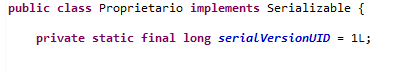 public class Proprietario implements Serializable {
private static final long serialVersionUID = 1L;